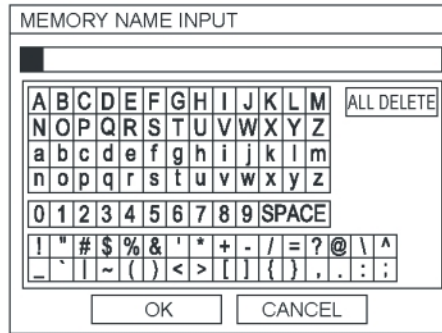 MEMORY NAME INPUT
A B C D E F G H I J K L M
ALL DELETE
N O P Q R S T U V W X Y Z
a b c d e f g h i j k l m
n o p q r s t u v w x y z
0 1 2 3 4 5 6 7 8 9 SPACE
! " # $ % & ' * + - / = ? @ \ ^
_ ` | ~ ( ) < > [ ] { } , . : ;
OK CANCEL